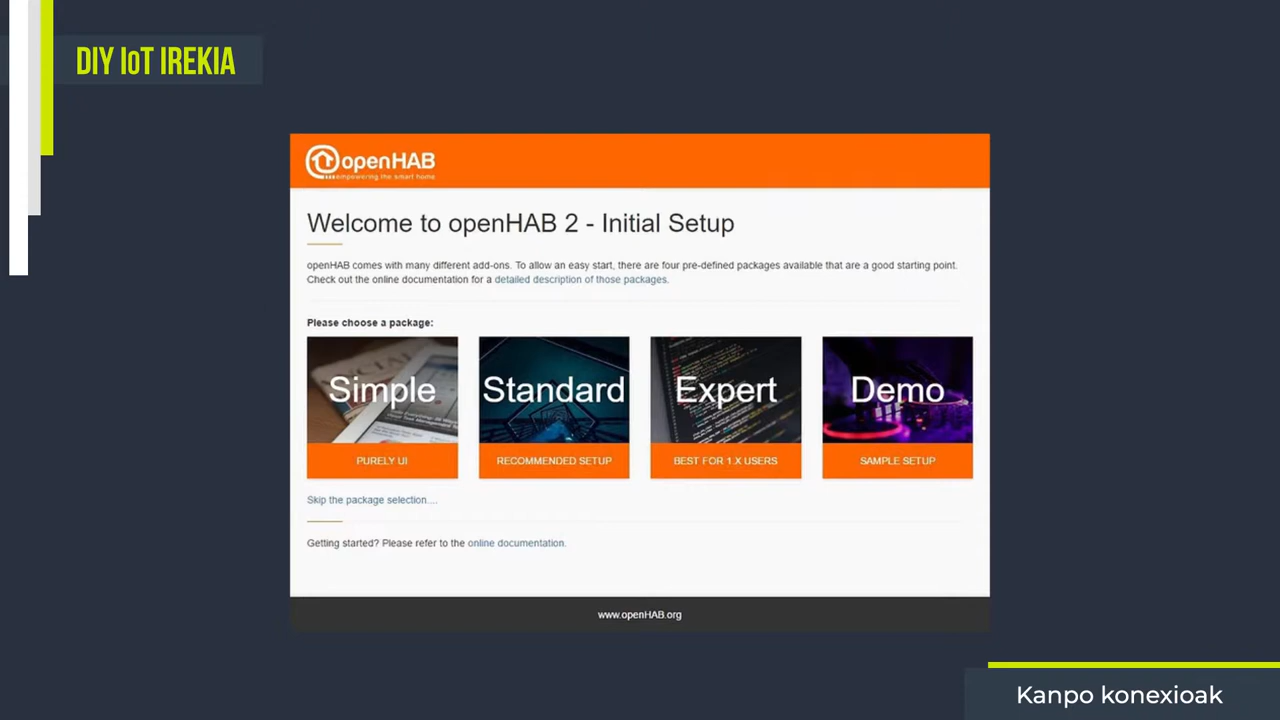 DIY IoT IREKIA
openHAB
empowering the smart home
Welcome to openHAB 2 - Initial Setup
openHAB comes with many different add-ons. To allow an easy start, there are four pre-defined packages available that are a good starting point.
Check out the online documentation for a detailed description of those packages.
Please choose a package:
Simple
Standard
Expert
Demo
PURELY UI
RECOMMENDED SETUP
BEST FOR 1.X USERS
SAMPLE SETUP
Skip the package selection....
Getting started? Please refer to the online documentation.
www.openHAB.org
Kanpo konexioak